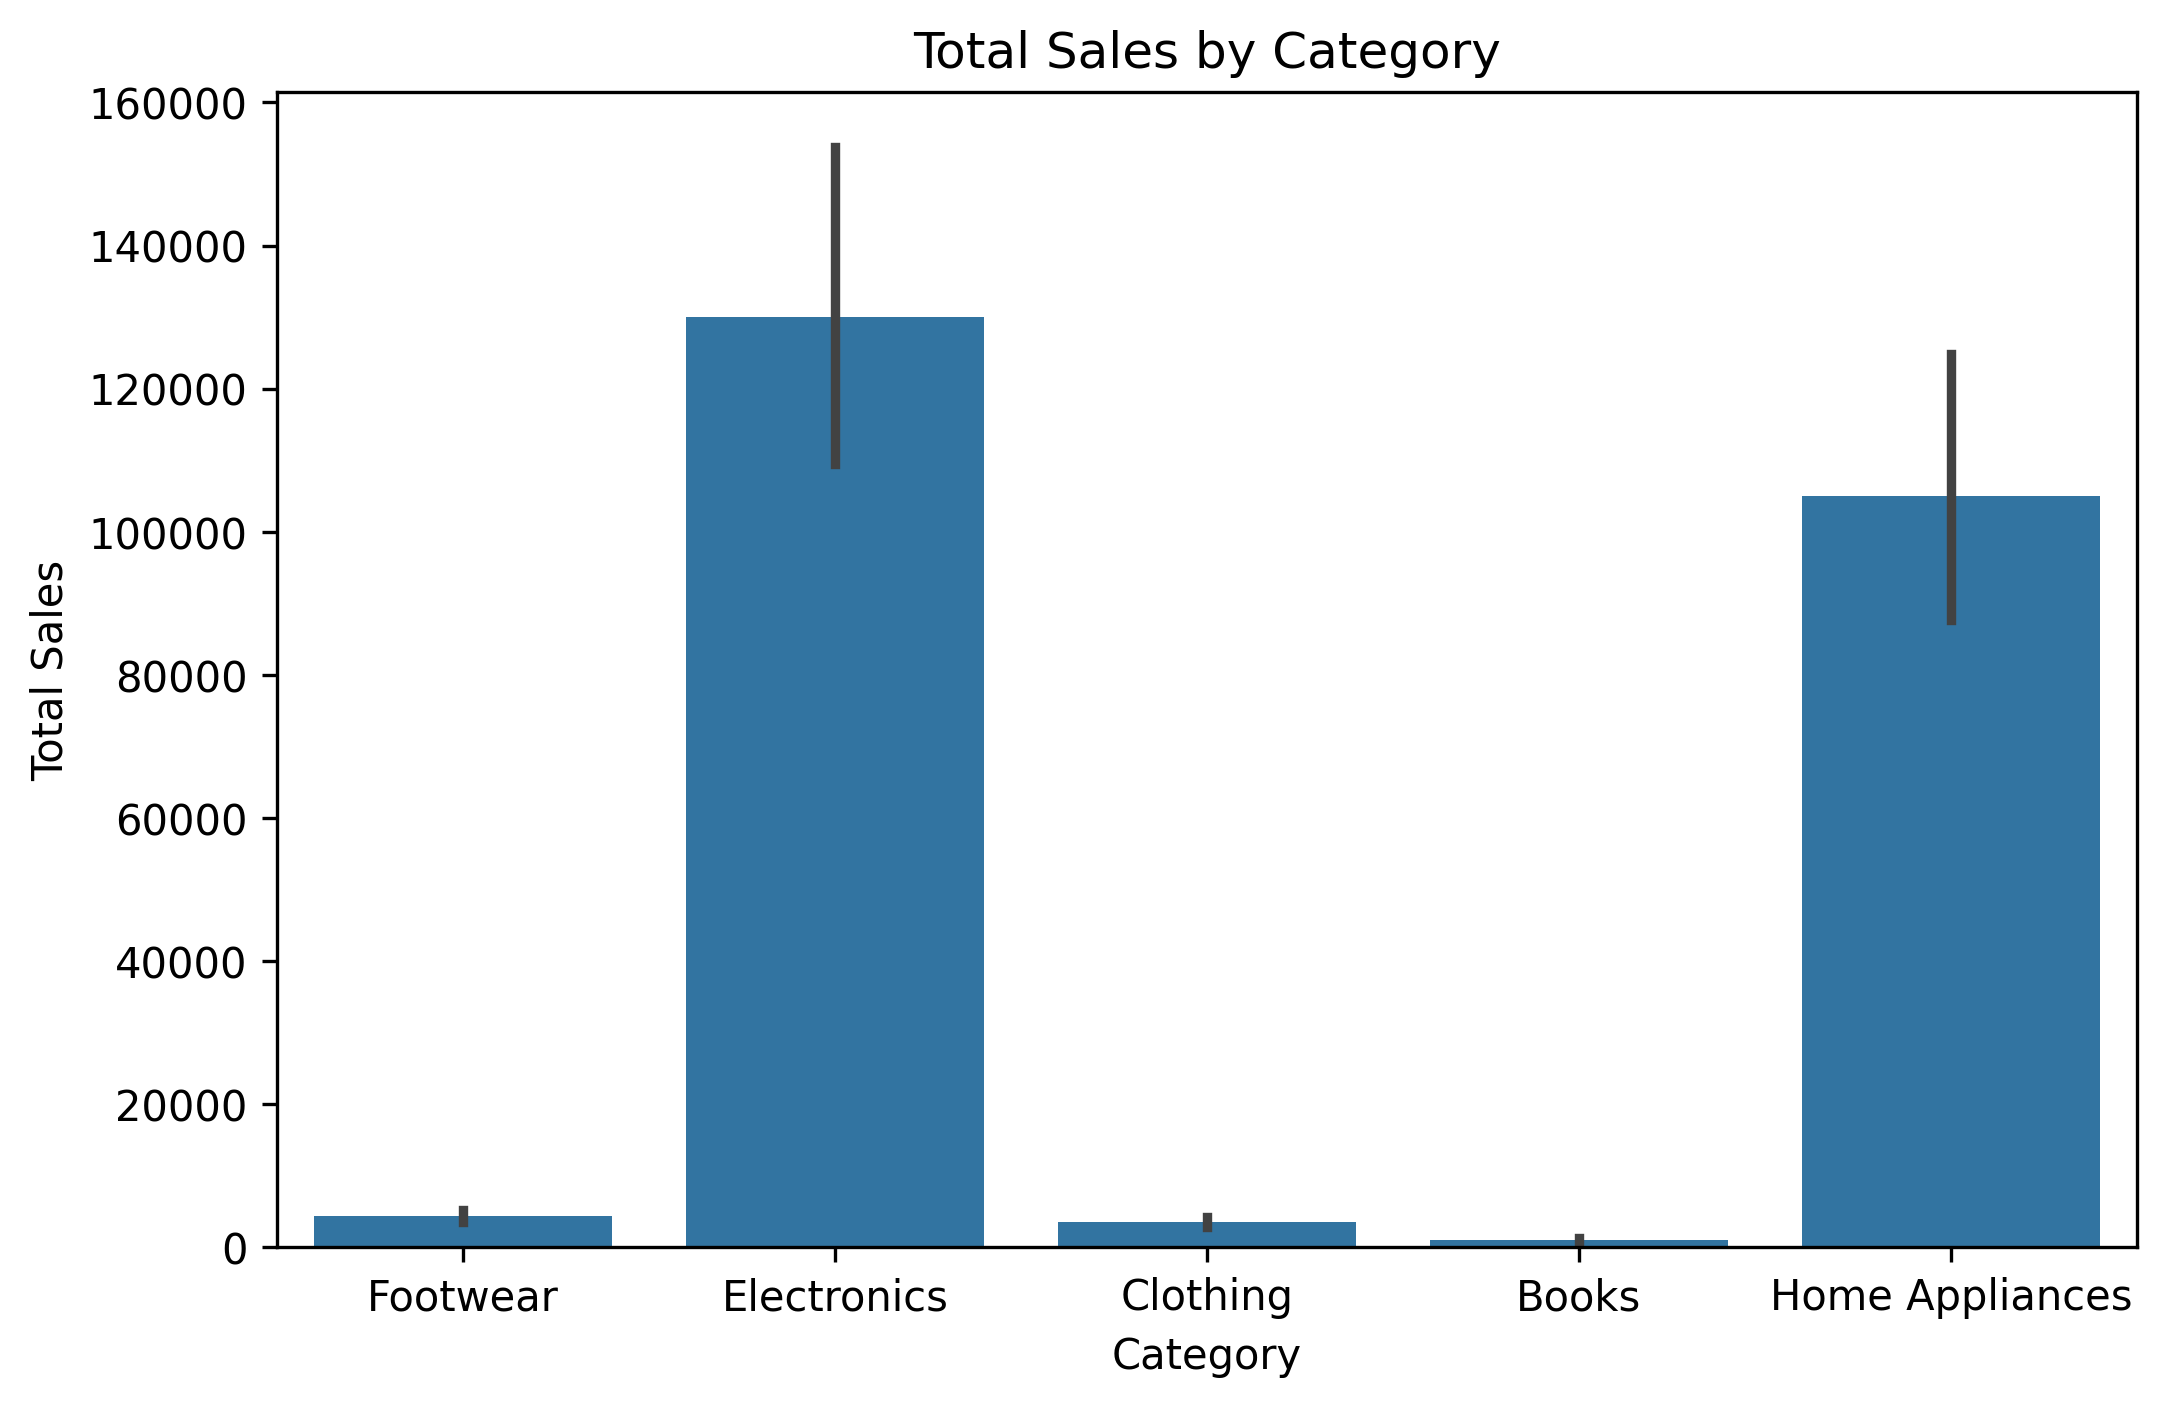 Total Sales by Category
160000
140000
120000
100000
80000
60000
40000
20000
0
Total Sales
Footwear
Electronics
Clothing
Books
Home Appliances
Category